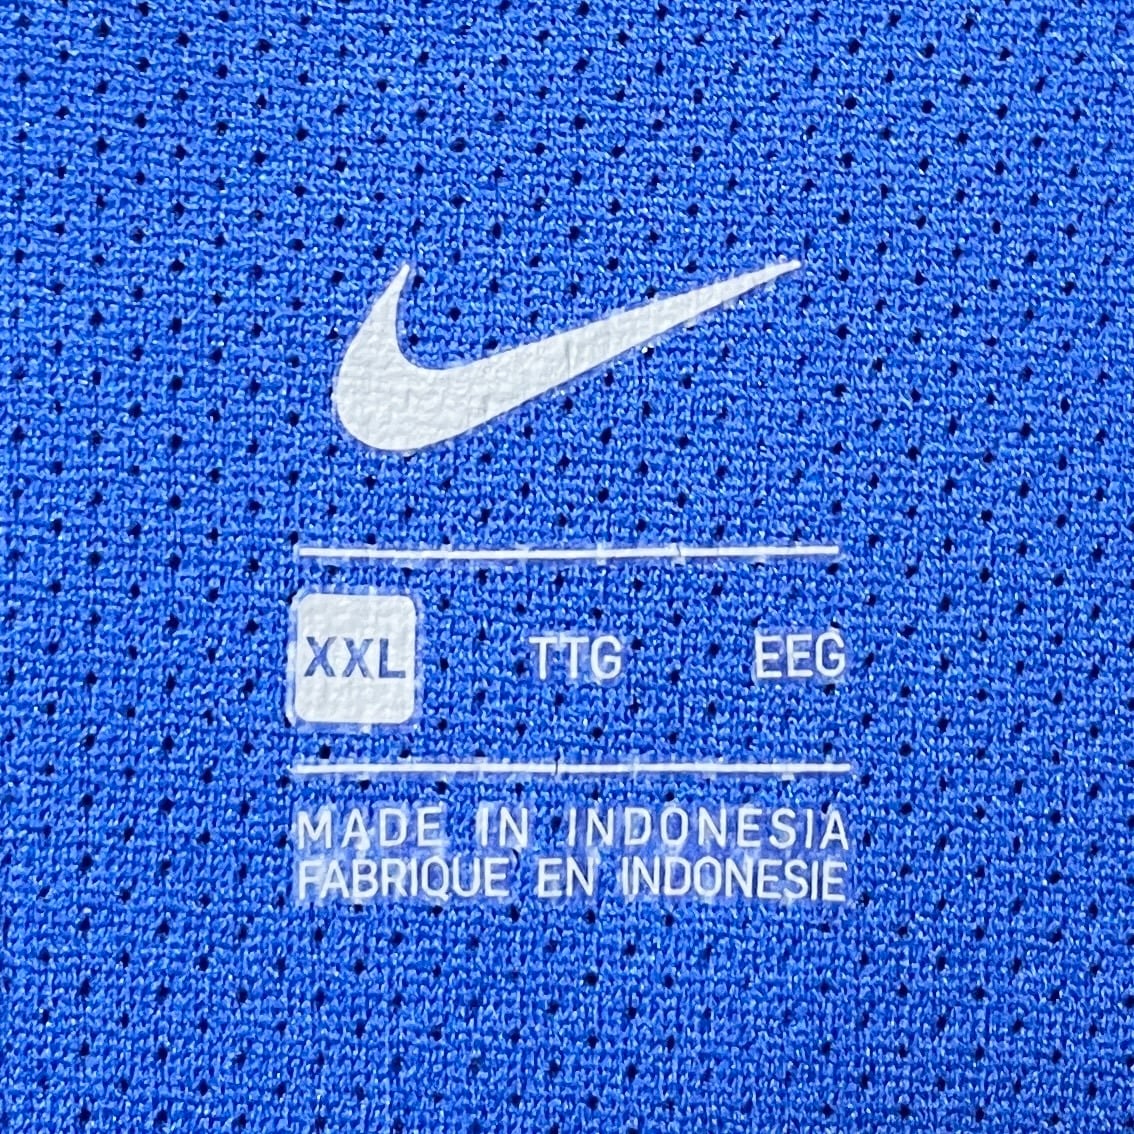 XXL TTG EEG
MADE IN INDONESIA
FABRIQUE EN INDONESIE